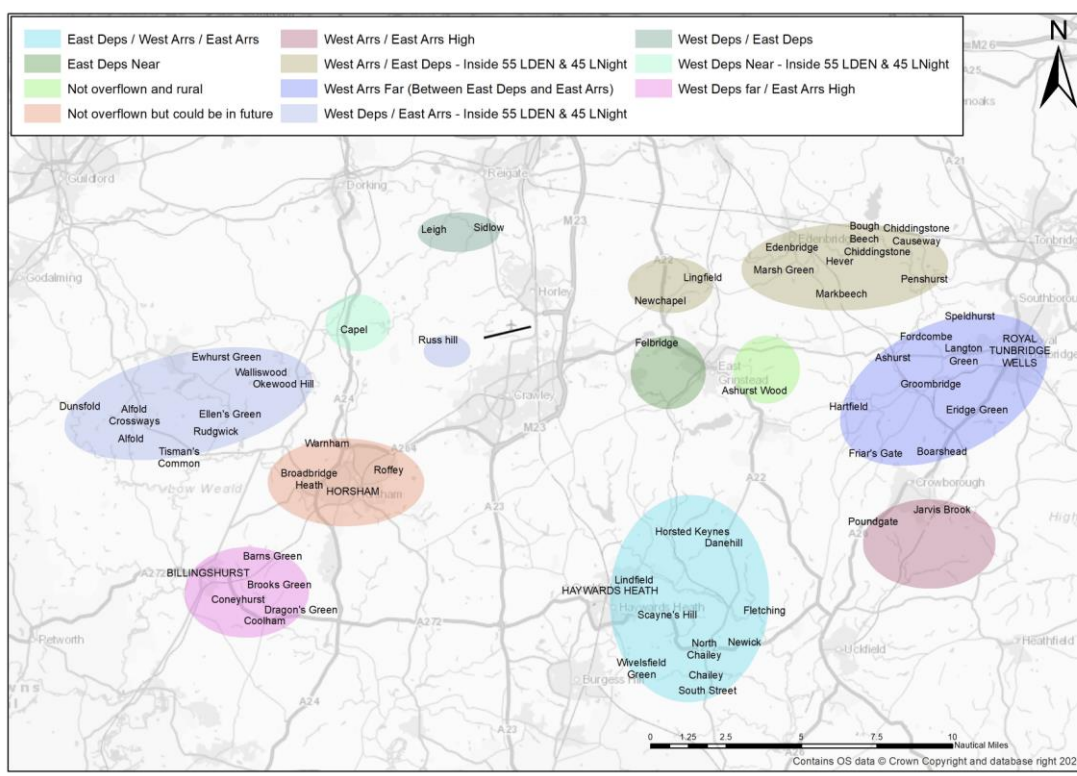 East Deps / West Arrs / East Arrs
East Deps Near
Not overflown and rural
Not overflown but could be in future
West Arrs / East Arrs High
West Arrs / East Deps - Inside 55 LDEN & 45 LNight
West Arrs Far (Between East Deps and East Arrs)
West Deps / East Arrs - Inside 55 LDEN & 45 LNight
West Deps / East Deps
West Deps Near - Inside 55 LDEN & 45 LNight
West Deps far / East Arrs High
N
M26
A25
A21
Guildford
Dorking
Reigate
M23
Godalming
Leigh
Sidlow
Horley
A22
Lingfield
Newchapel
Edenbridge
Marsh Green
Hever
Markbeech
Bough
Beech
Chiddingstone
Chiddingstone
Causeway
Penshurst
Tonbridge
Southborough
Capel
Russ hill
Felbridge
East
Grinstead
Ashurst Wood
Speldhurst
Fordcombe
Ashurst
Langton
Green
ROYAL
TUNBRIDGE
WELLS
Groombridge
Hartfield
Eridge Green
Friar's Gate
Boarshead
Ewhurst Green
Walliswood
Okewood Hill
Dunsfold
Alfold
Crossways
Alfold
Ellen's Green
Rudgwick
Tisman's
Common
A24
Crawley
M23
A264
Warnham
Broadbridge
Heath
Roffey
HORSHAM
A23
A22
Crowborough
Poundgate
Jarvis Brook
A26
Horsted Keynes
Danehill
Lindfield
HAYWARDS HEATH
Haywards Heath
Scayne's Hill
Fletching
North
Chailey
Newick
Wivelsfield
Green
Chailey
South Street
Burgess Hill
Uckfield
Heathfield
Barns Green
A272
BILLINGSHURST
Brooks Green
Coneyhurst
Dragon's Green
Coolham
A272
Petworth
A24
A23
A26
0 1.25 2.5 5 7.5 10
Nautical Miles
Contains OS data © Crown Copyright and database right 202